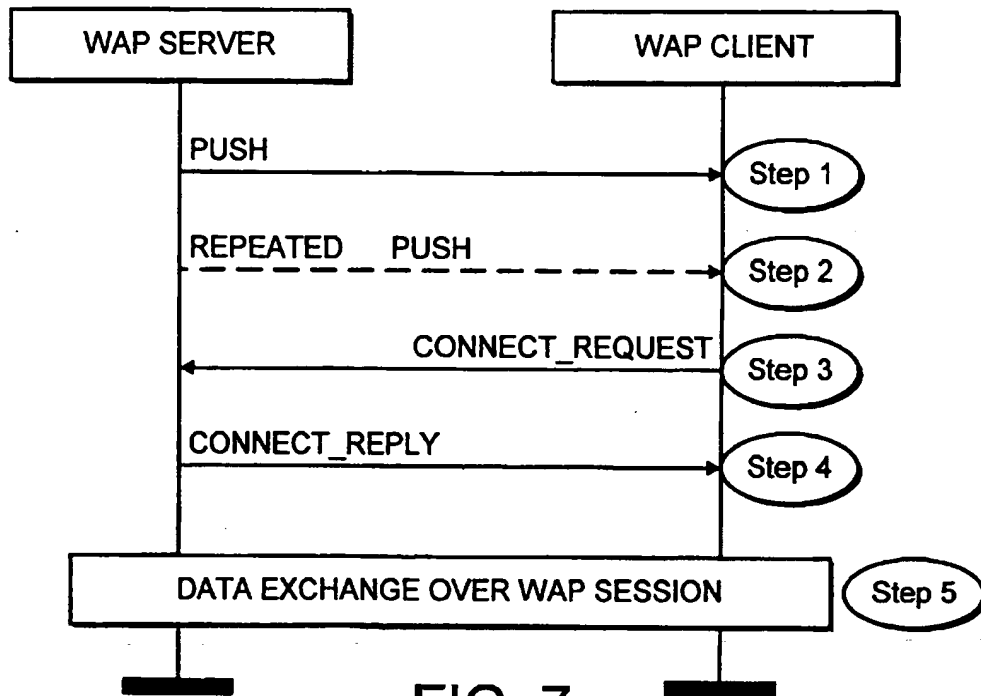 WAP SERVER
WAP CLIENT
PUSH
Step 1
REPEATED PUSH
Step 2
CONNECT_REQUEST
Step 3
CONNECT_REPLY
Step 4
DATA EXCHANGE OVER WAP SESSION
Step 5